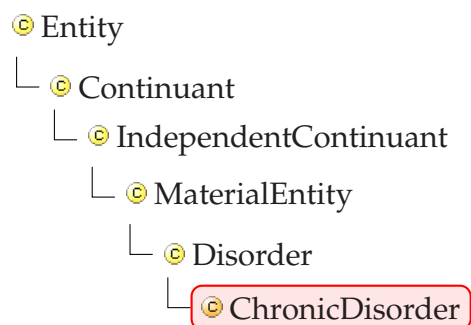 Entity
Continuant
IndependentContinuant
MaterialEntity
Disorder
ChronicDisorder